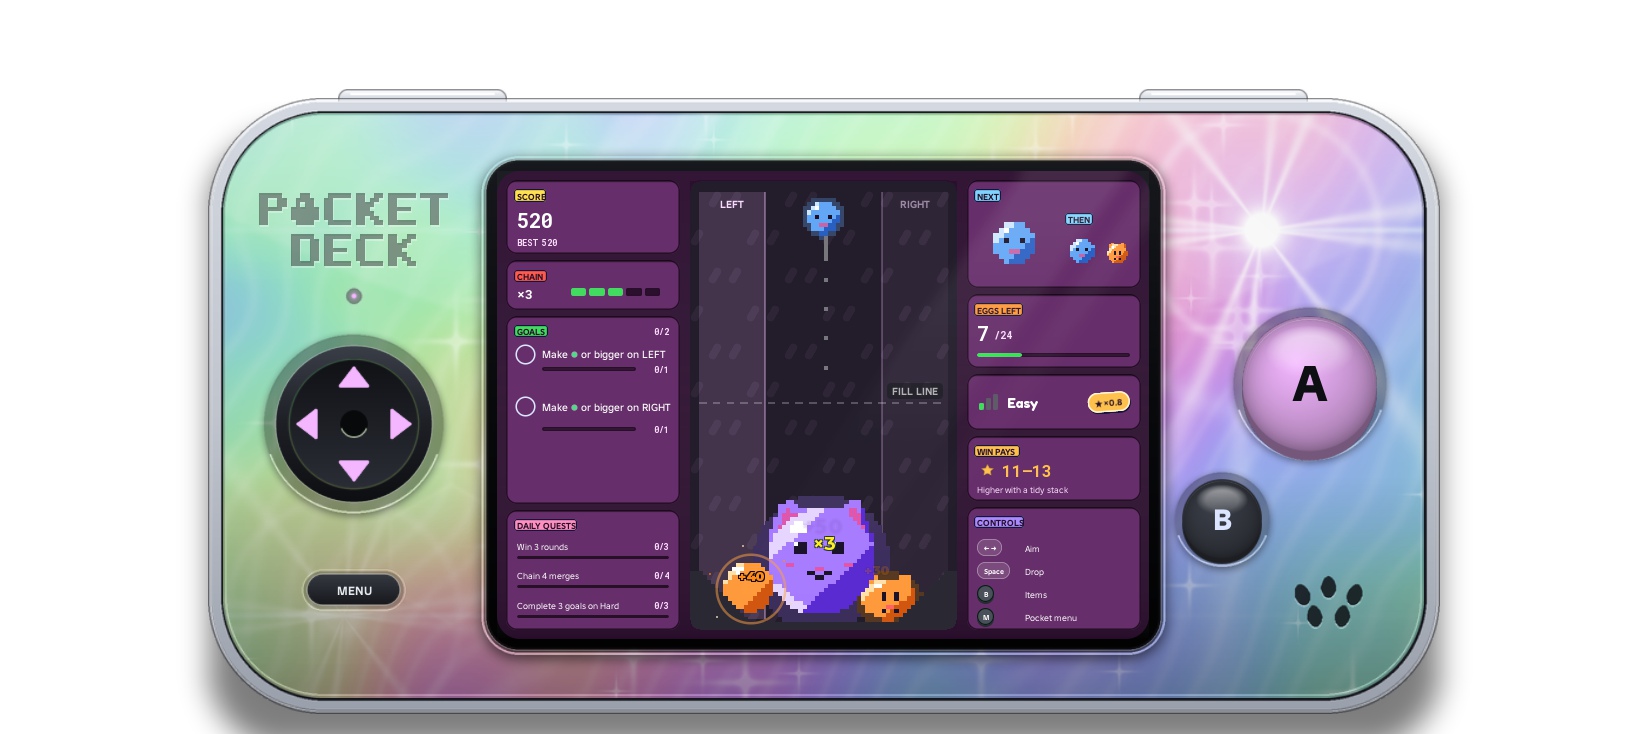 POCKET
DECK
MENU
SCORE
520
BEST 520
CHAIN
×3
GOALS 0/2
Make or bigger on LEFT
0/1
Make or bigger on RIGHT
0/1
DAILY QUESTS
Win 3 rounds 0/3
Chain 4 merges 0/4
Complete 3 goals on Hard 0/3
LEFT
RIGHT
FILL LINE
×3
+40
+30
NEXT
THEN
EGGS LEFT
7 /24
Easy ★×0.8
WIN PAYS
★ 11–13
Higher with a tidy stack
CONTROLS
←→ Aim
Space Drop
B Items
M Pocket menu
A
B